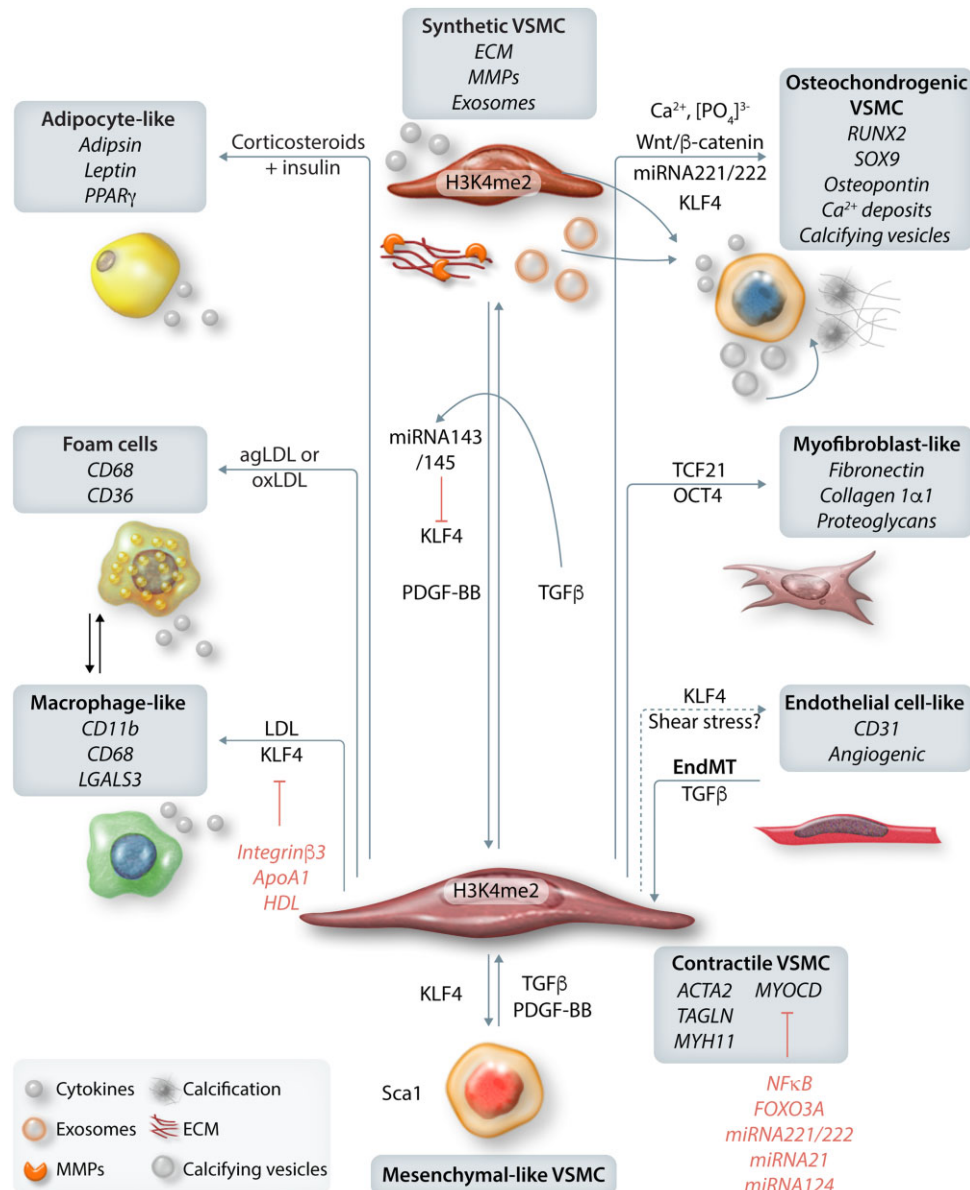 Synthetic VSMC
ECM
MMPs
Exosomes
Adipocyte-like
Adipsin
Leptin
PPARγ
Corticosteroids
+ insulin
H3K4me2
Ca²⁺, [PO₄]³⁻
Wnt/β-catenin
miRNA221/222
KLF4
Osteochondrogenic
VSMC
RUNX2
SOX9
Osteopontin
Ca²⁺ deposits
Calcifying vesicles
Foam cells
CD68
CD36
agLDL or
oxLDL
miRNA143
/145
KLF4
PDGF-BB
TGFβ
TCF21
OCT4
Myofibroblast-like
Fibronectin
Collagen 1α1
Proteoglycans
Macrophage-like
CD11b
CD68
LGALS3
LDL
KLF4
Integrinβ3
ApoA1
HDL
KLF4
Shear stress?
EndMT
TGFβ
Endothelial cell-like
CD31
Angiogenic
H3K4me2
KLF4
TGFβ
PDGF-BB
Contractile VSMC
ACTA2 MYOCD
TAGLN
MYH11
NFκB
FOXO3A
miRNA221/222
miRNA21
miRNA124
Sca1
Mesenchymal-like VSMC
Cytokines
Calcification
Exosomes
ECM
MMPs
Calcifying vesicles